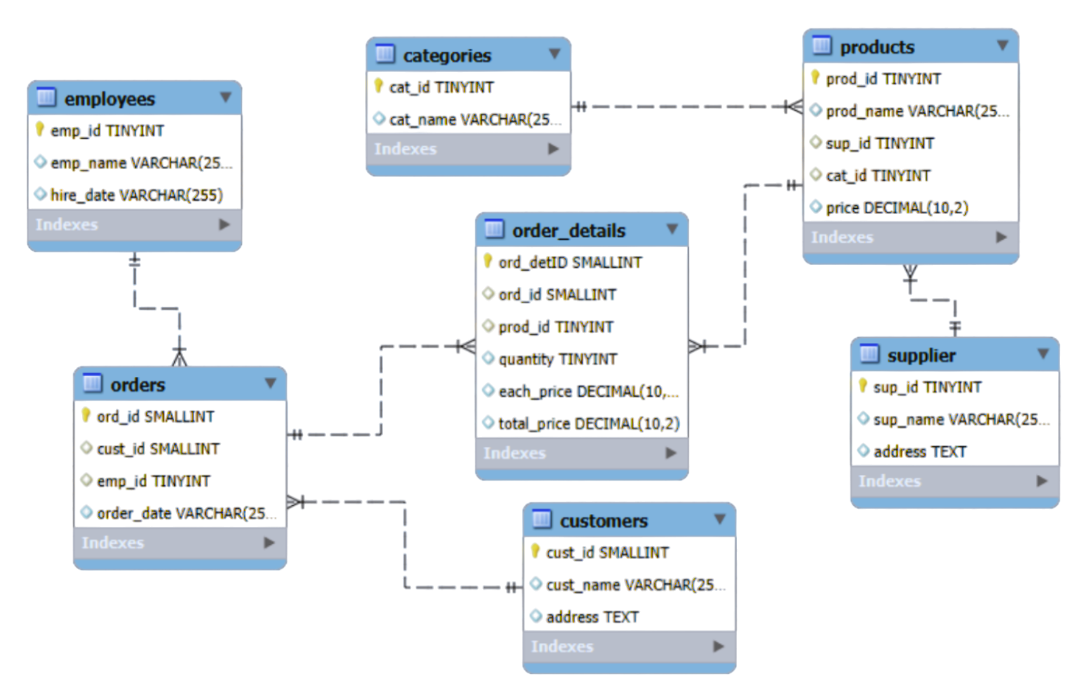 employees
emp_id TINYINT
emp_name VARCHAR(25...
hire_date VARCHAR(255)
Indexes
categories
cat_id TINYINT
cat_name VARCHAR(25...
Indexes
products
prod_id TINYINT
prod_name VARCHAR(25...
sup_id TINYINT
cat_id TINYINT
price DECIMAL(10,2)
Indexes
order_details
ord_detID SMALLINT
ord_id SMALLINT
prod_id TINYINT
quantity TINYINT
each_price DECIMAL(10,...
total_price DECIMAL(10,2)
Indexes
orders
ord_id SMALLINT
cust_id SMALLINT
emp_id TINYINT
order_date VARCHAR(25...
Indexes
supplier
sup_id TINYINT
sup_name VARCHAR(25...
address TEXT
Indexes
customers
cust_id SMALLINT
cust_name VARCHAR(25...
address TEXT
Indexes